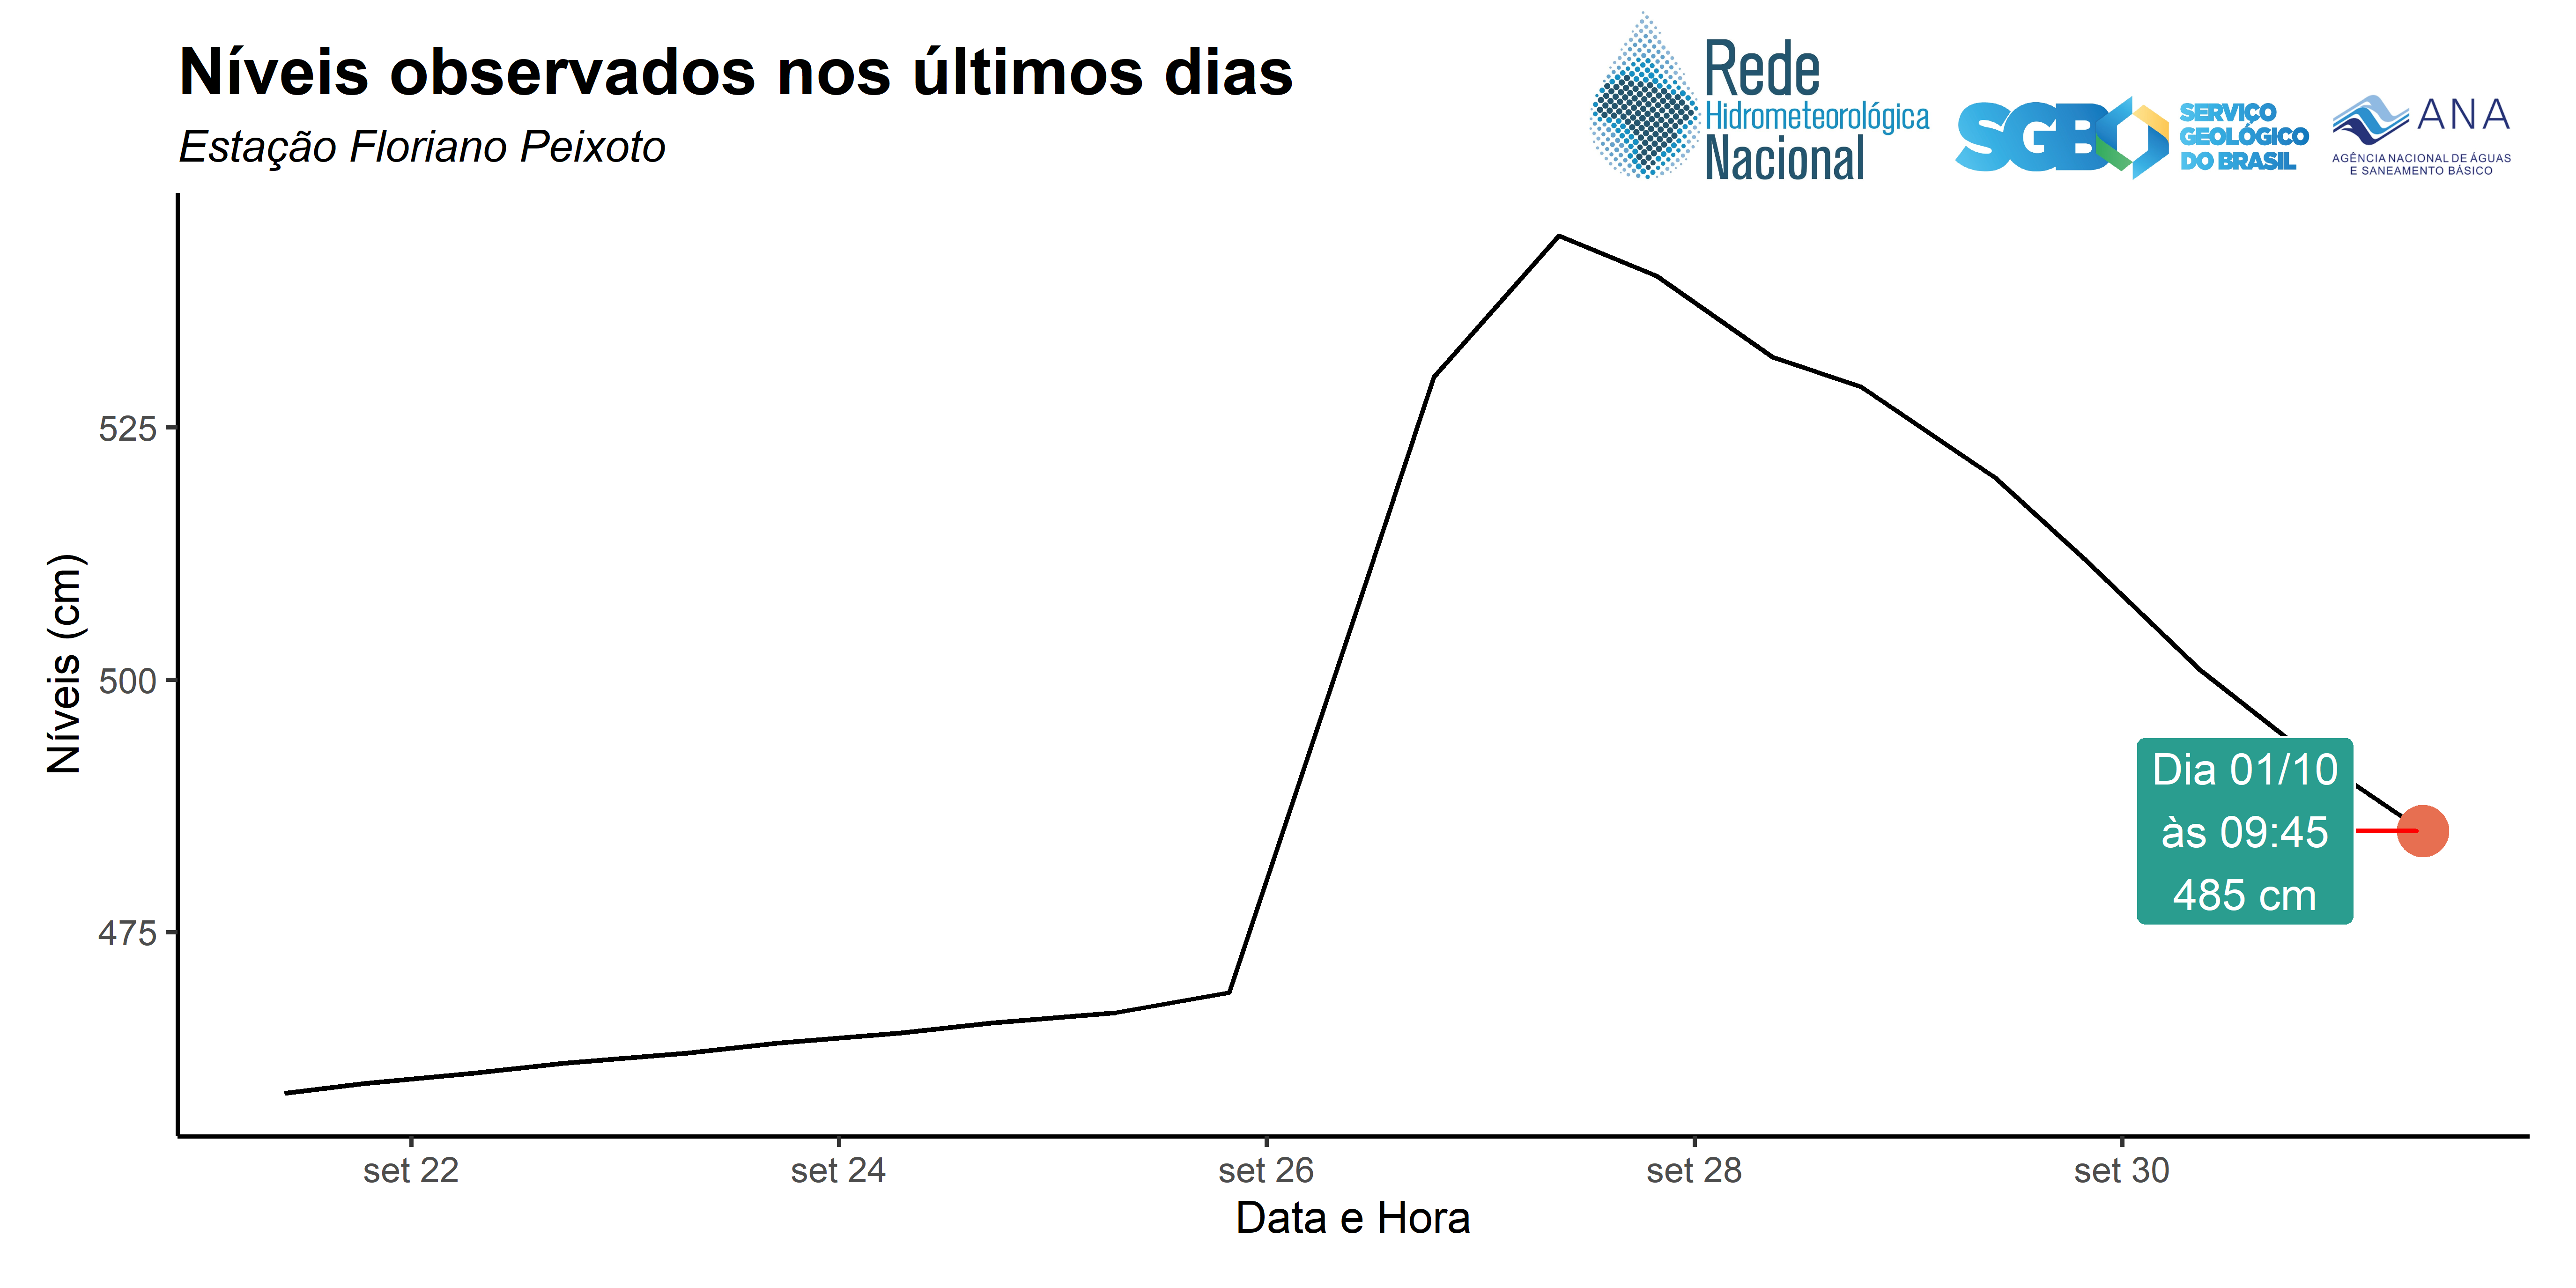 Níveis observados nos últimos dias
Estação Floriano Peixoto
Rede
Hidrometeorológica
Nacional
SGB
SERVIÇO
GEOLÓGICO
DO BRASIL
ANA
AGÊNCIA NACIONAL DE ÁGUAS
E SANEAMENTO BÁSICO
Níveis (cm)
525
500
475
Dia 01/10
às 09:45
485 cm
set 22
set 24
set 26
set 28
set 30
Data e Hora